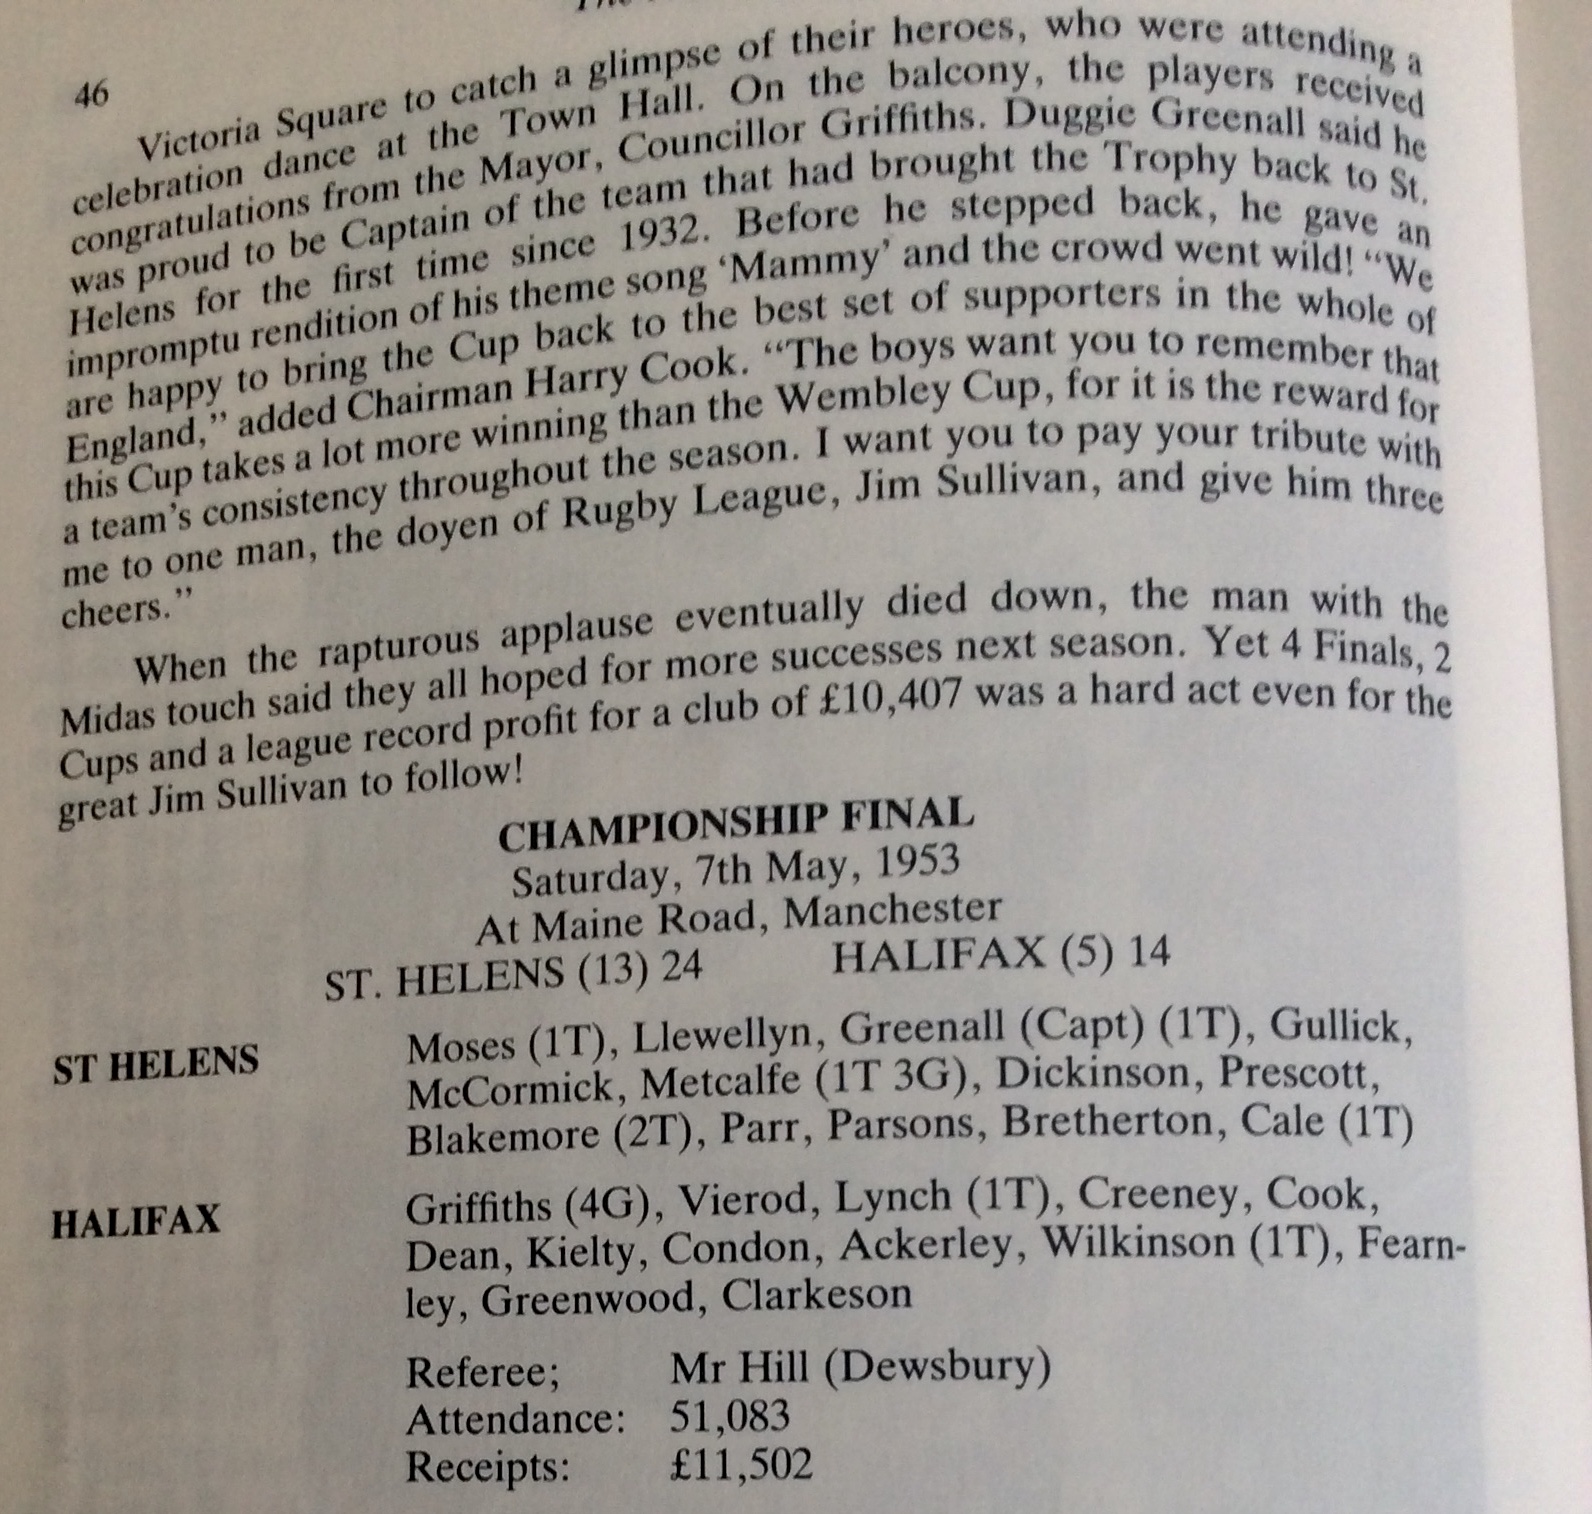 46
Victoria Square to catch a glimpse of their heroes, who were attending a
celebration dance at the Town Hall. On the balcony, the players received
congratulations from the Mayor, Councillor Griffiths. Duggie Greenall said he
was proud to be Captain of the team that had brought the Trophy back to St.
Helens for the first time since 1932. Before he stepped back, he gave an
impromptu rendition of his theme song ‘Mammy’ and the crowd went wild! “We
are happy to bring the Cup back to the best set of supporters in the whole of
England,” added Chairman Harry Cook. “The boys want you to remember that
this Cup takes a lot more winning than the Wembley Cup, for it is the reward for
a team’s consistency throughout the season. I want you to pay your tribute with
me to one man, the doyen of Rugby League, Jim Sullivan, and give him three
cheers.”
When the rapturous applause eventually died down, the man with the
Midas touch said they all hoped for more successes next season. Yet 4 Finals, 2
Cups and a league record profit for a club of £10,407 was a hard act even for the
great Jim Sullivan to follow!
CHAMPIONSHIP FINAL
Saturday, 7th May, 1953
At Maine Road, Manchester
ST. HELENS (13) 24 HALIFAX (5) 14
ST HELENS Moses (1T), Llewellyn, Greenall (Capt) (1T), Gullick,
McCormick, Metcalfe (1T 3G), Dickinson, Prescott,
Blakemore (2T), Parr, Parsons, Bretherton, Cale (1T)
HALIFAX Griffiths (4G), Vierod, Lynch (1T), Creeney, Cook,
Dean, Kielty, Condon, Ackerley, Wilkinson (1T), Fearn-
ley, Greenwood, Clarkeson
Referee; Mr Hill (Dewsbury)
Attendance: 51,083
Receipts: £11,502